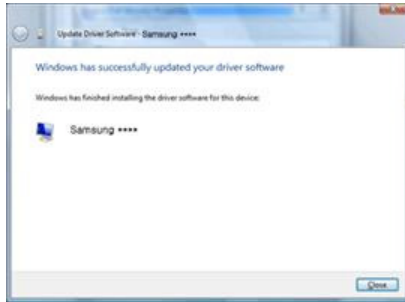 Update Driver Software - Samsung ****
Windows has successfully updated your driver software
Windows has finished installing the driver software for this device:
Samsung ****
Close